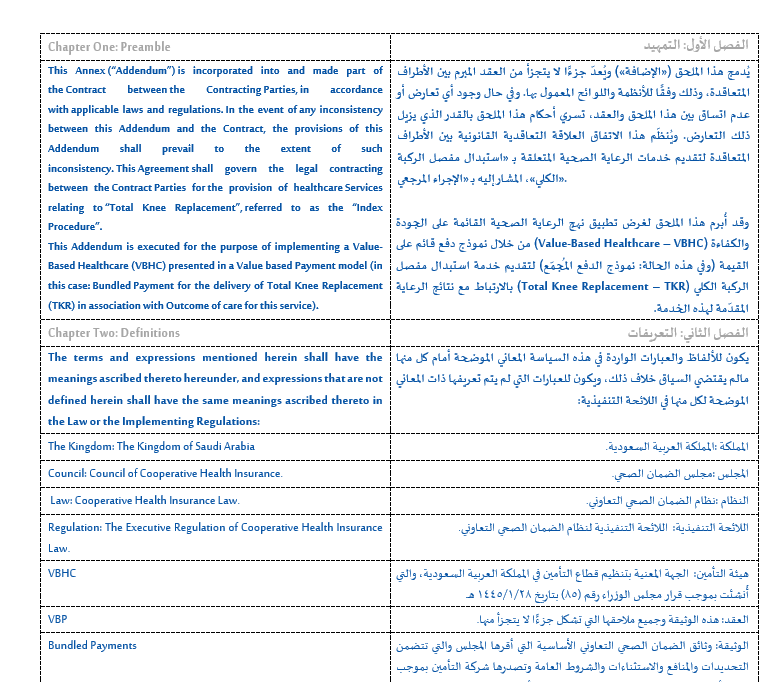 Chapter One: Preamble
الفصل الأول: التمهيد
This Annex (“Addendum”) is incorporated into and made part of
the Contract between the Contracting Parties, in accordance
with applicable laws and regulations. In the event of any inconsistency
between this Addendum and the Contract, the provisions of this
Addendum shall prevail to the extent of such
inconsistency. This Agreement shall govern the legal contracting
between the Contract Parties for the provision of healthcare Services
relating to “Total Knee Replacement”, referred to as the “Index
Procedure”.
This Addendum is executed for the purpose of implementing a Value-
Based Healthcare (VBHC) presented in a Value based Payment model (in
this case: Bundled Payment for the delivery of Total Knee Replacement
(TKR) in association with Outcome of care for this service).
يُدمج هذا الملحق («الإضافة») ويُعدّ جزءًا لا يتجزأ من العقد المبرم بين الأطراف
المتعاقدة، وذلك وفقًا للأنظمة واللوائح المعمول بها. وفي حال وجود أي تعارض أو
عدم اتساق بين هذا الملحق والعقد، تسري أحكام هذا الملحق بالقدر الذي يزيل
ذلك التعارض. ويُنظّم هذا الاتفاق العلاقة التعاقدية القانونية بين الأطراف
المتعاقدة لتقديم خدمات الرعاية الصحية المتعلقة بـ «استبدال مفصل الركبة
الكلي»، المشار إليه بـ «الإجراء المرجعي».
وقد أُبرم هذا الملحق لغرض تطبيق نهج الرعاية الصحية القائمة على الجودة
والكفاءة (Value-Based Healthcare – VBHC) من خلال نموذج دفع قائم على
القيمة (وفي هذه الحالة: نموذج الدفع المُجمّع) لتقديم خدمة استبدال مفصل
الركبة الكلي (Total Knee Replacement – TKR) بالارتباط مع نتائج الرعاية
المقدّمة لهذه الخدمة.
Chapter Two: Definitions
الفصل الثاني: التعريفات
The terms and expressions mentioned herein shall have the
meanings ascribed thereto hereunder, and expressions that are not
defined herein shall have the same meanings ascribed thereto in
the Law or the Implementing Regulations:
يكون للألفاظ والعبارات الواردة في هذه السياسة المعاني الموضحة أمام كل منها
مالم يقتضي السياق خلاف ذلك، ويكون للعبارات التي لم يتم تعريفها ذات المعاني
الموضحة لكل منها في اللائحة التنفيذية:
The Kingdom: The Kingdom of Saudi Arabia
المملكة :المملكة العربية السعودية.
Council: Council of Cooperative Health Insurance.
المجلس :مجلس الضمان الصحي.
Law: Cooperative Health Insurance Law.
النظام :نظام الضمان الصحي التعاوني.
Regulation: The Executive Regulation of Cooperative Health Insurance
Law.
اللائحة التنفيذية: اللائحة التنفيذية لنظام الضمان الصحي التعاوني.
VBHC
هيئة التأمين: الجهة المعنية بتنظيم قطاع التأمين في المملكة العربية السعودية، والتي
أُنشئت بموجب قرار مجلس الوزراء رقم (٨٥) بتاريخ ١٤٤٥/١/٢٨ هـ
VBP
العقد: هذه الوثيقة وجميع ملاحقها التي تشكل جزءًا لا يتجزأ منها.
Bundled Payments
الوثيقة: وثائق الضمان الصحي التعاوني الأساسية التي أقرها المجلس والتي تتضمن
التحديدات والمنافع والاستثناءات والشروط العامة وتصدرها شركة التأمين بموجب